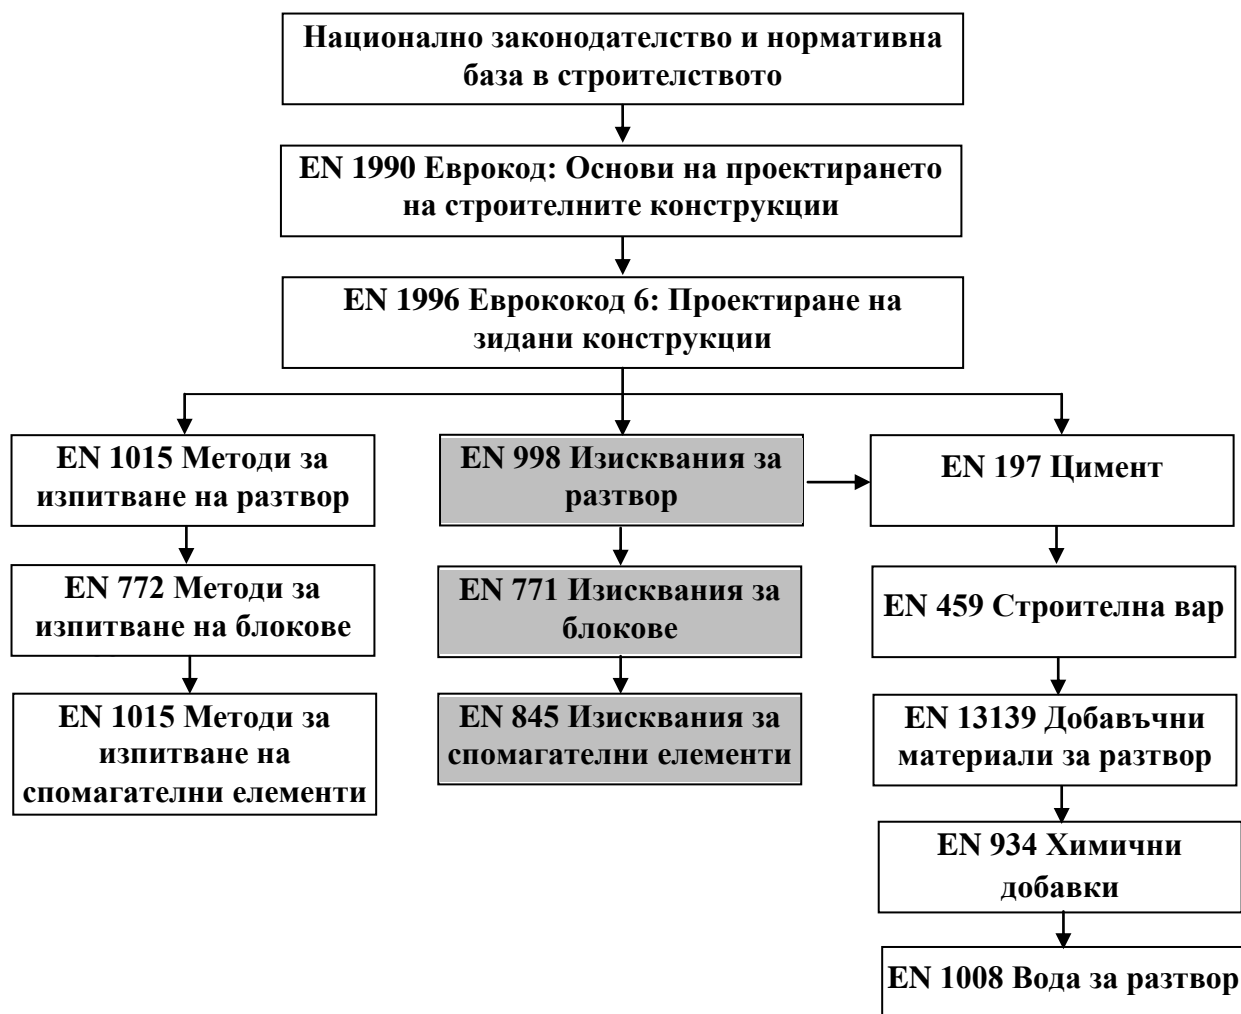 Национално законодателство и нормативна
база в строителството
EN 1990 Еврокод: Основи на проектирането
на строителните конструкции
EN 1996 Еврококод 6: Проектиране на
зидани конструкции
EN 1015 Методи за
изпитване на разтвор
EN 772 Методи за
изпитване на блокове
EN 1015 Методи за
изпитване на
спомагателни елементи
EN 998 Изисквания за
разтвор
EN 771 Изисквания за
блокове
EN 845 Изисквания за
спомагателни елементи
EN 197 Цимент
EN 459 Строителна вар
EN 13139 Добавъчни
материали за разтвор
EN 934 Химични
добавки
EN 1008 Вода за разтвор